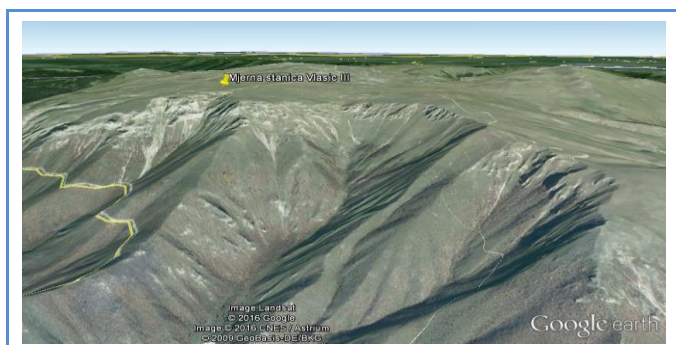 Mjerna stanica Vlasic III
Image Landsat
© 2016 Google
Image © 2016 CNES / Astrium
© 2009 GeoBasis-DE/BKG
Google earth